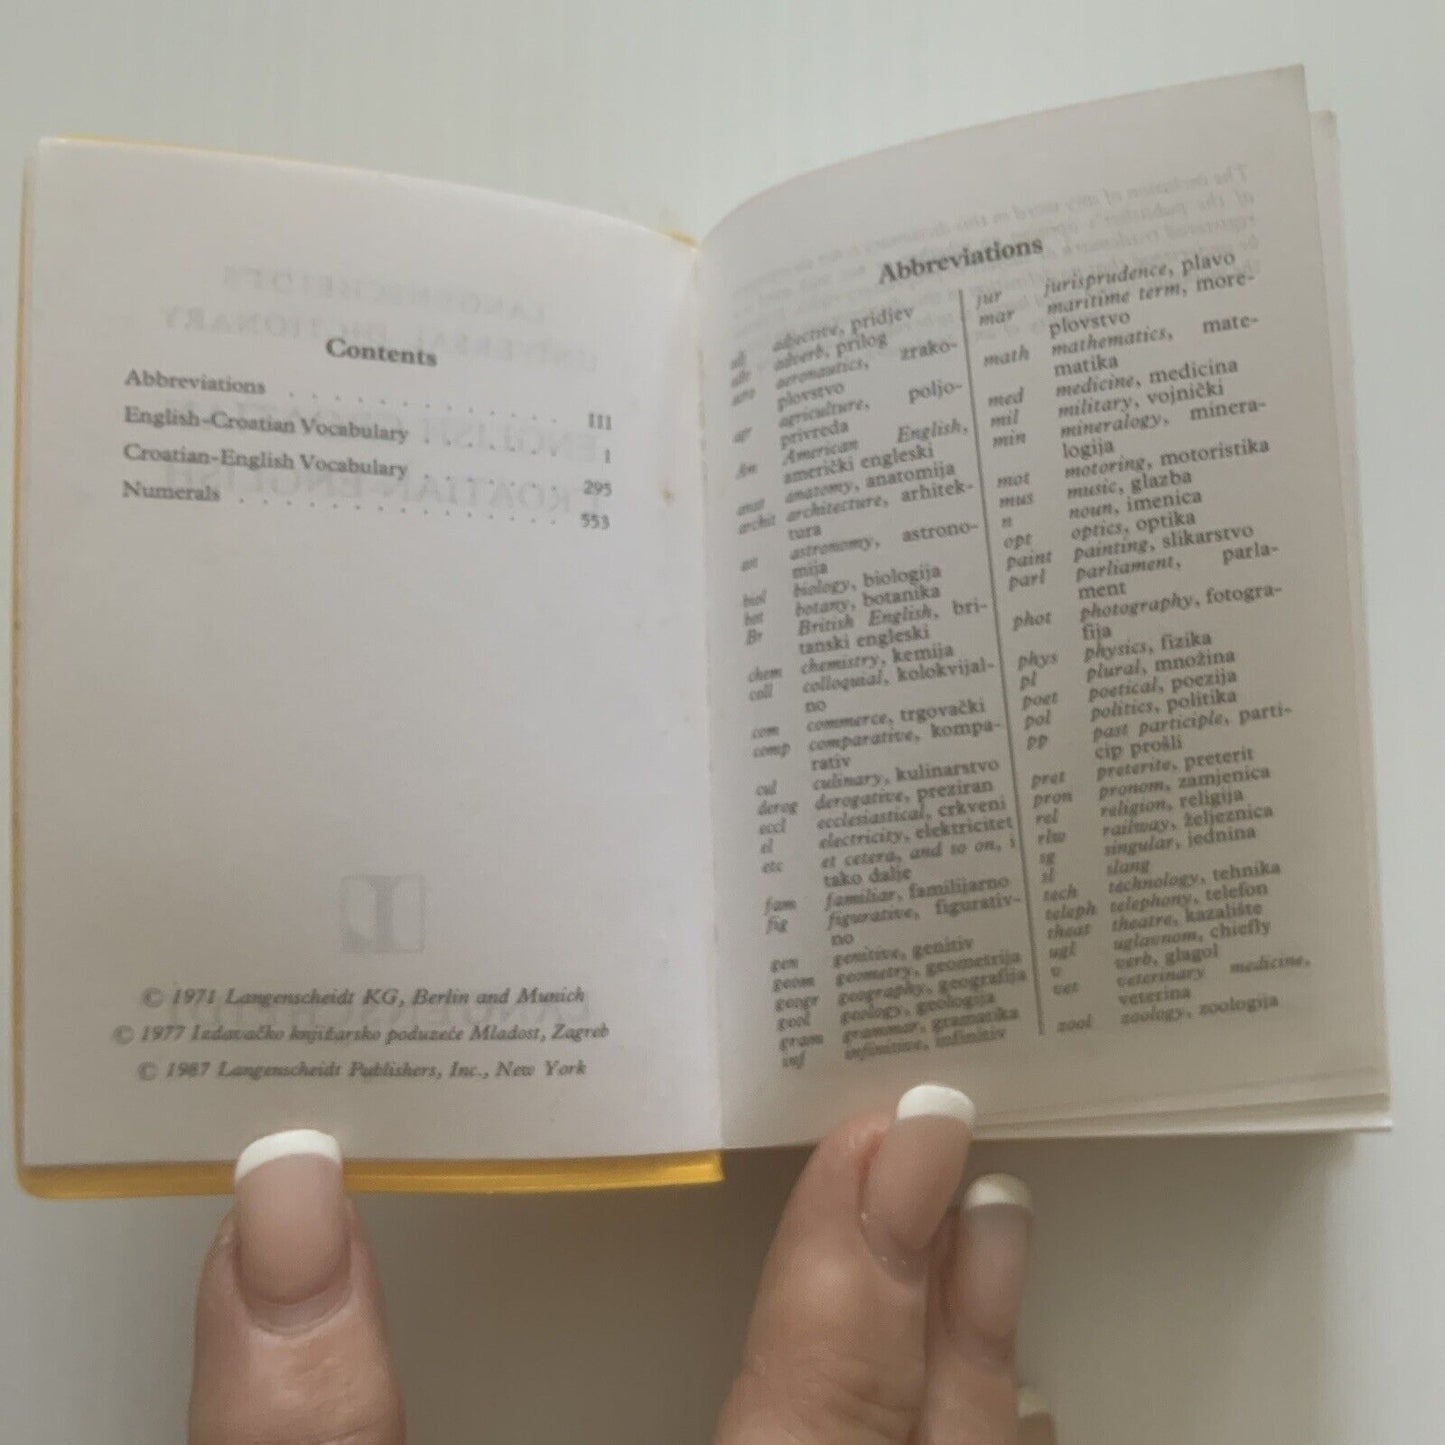 Contents
Abbreviations . . . . . . . . . . . . III
English-Croatian Vocabulary . . . . . . 1
Croatian-English Vocabulary . . . . . . 295
Numerals . . . . . . . . . . . . . . 553
© 1971 Langenscheidt KG, Berlin and Munich
© 1977 Izdavačko knjižarsko poduzeće Mladost, Zagreb
© 1987 Langenscheidt Publishers, Inc., New York
Abbreviations
adjective, pridjev
adverb, prilog
aeronautics, zrako-
plovstvo
agriculture, poljo-
privreda
Am American English,
američki engleski
anat anatomy, anatomija
archit architecture, arhitek-
tura
astronomy, astrono-
mija
biol biology, biologija
bot botany, botanika
Br British English, bri-
tanski engleski
chem chemistry, kemija
coll colloquial, kolokvijal-
no
com commerce, trgovački
comp comparative, kompa-
rativ
cul culinary, kulinarstvo
derog derogative, preziran
eccl ecclesiastical, crkveni
el electricity, elektricitet
etc et cetera, and so on, i
tako dalje
fam familiar, familijarno
fig figurative, figurativ-
no
gen genitive, genitiv
geom geometry, geometrija
geogr geography, geografija
geol geology, geologija
gram grammar, gramatika
inf infinitive, infinitiv
jur jurisprudence, plavo
mar maritime term, more-
plovstvo
math mathematics, mate-
matika
med medicine, medicina
mil military, vojnički
min mineralogy, minera-
logija
mot motoring, motoristika
mus music, glazba
n noun, imenica
opt optics, optika
paint painting, slikarstvo
parl parliament, parla-
ment
phot photography, fotogra-
fija
phys physics, fizika
pl plural, množina
poet poetical, poezija
pol politics, politika
pp past participle, parti-
cip prošli
pret preterite, preterit
pron pronom, zamjenica
rel religion, religija
rlw railway, željeznica
sg singular, jednina
sl slang
tech technology, tehnika
teleph telephony, telefon
theat theatre, kazalište
ugl uglavnom, chiefly
v verb, glagol
vet veterinary medicine,
veterina
zool zoology, zoologija